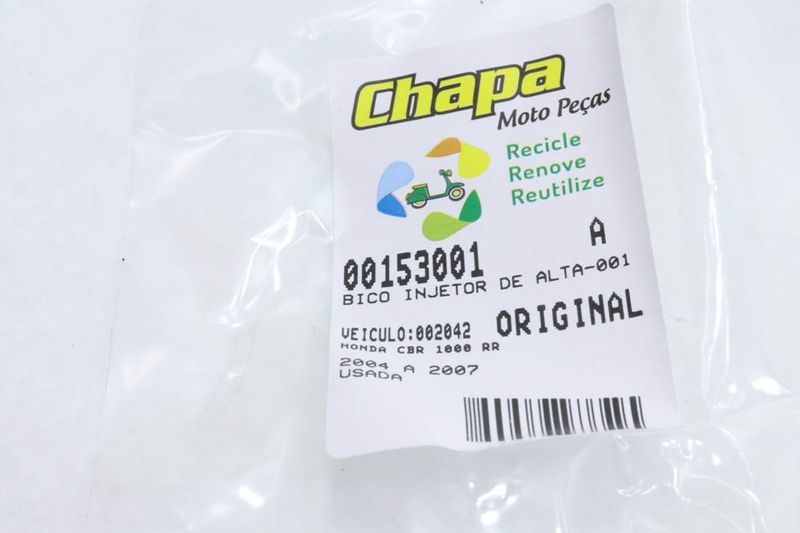 Chapa
Moto Peças
Recicle
Renove
Reutilize
A
00153001
BICO INJETOR DE ALTA-001
VEICULO:002042 ORIGINAL
HONDA CBR 1000 RR
2004 A 2007
USADA